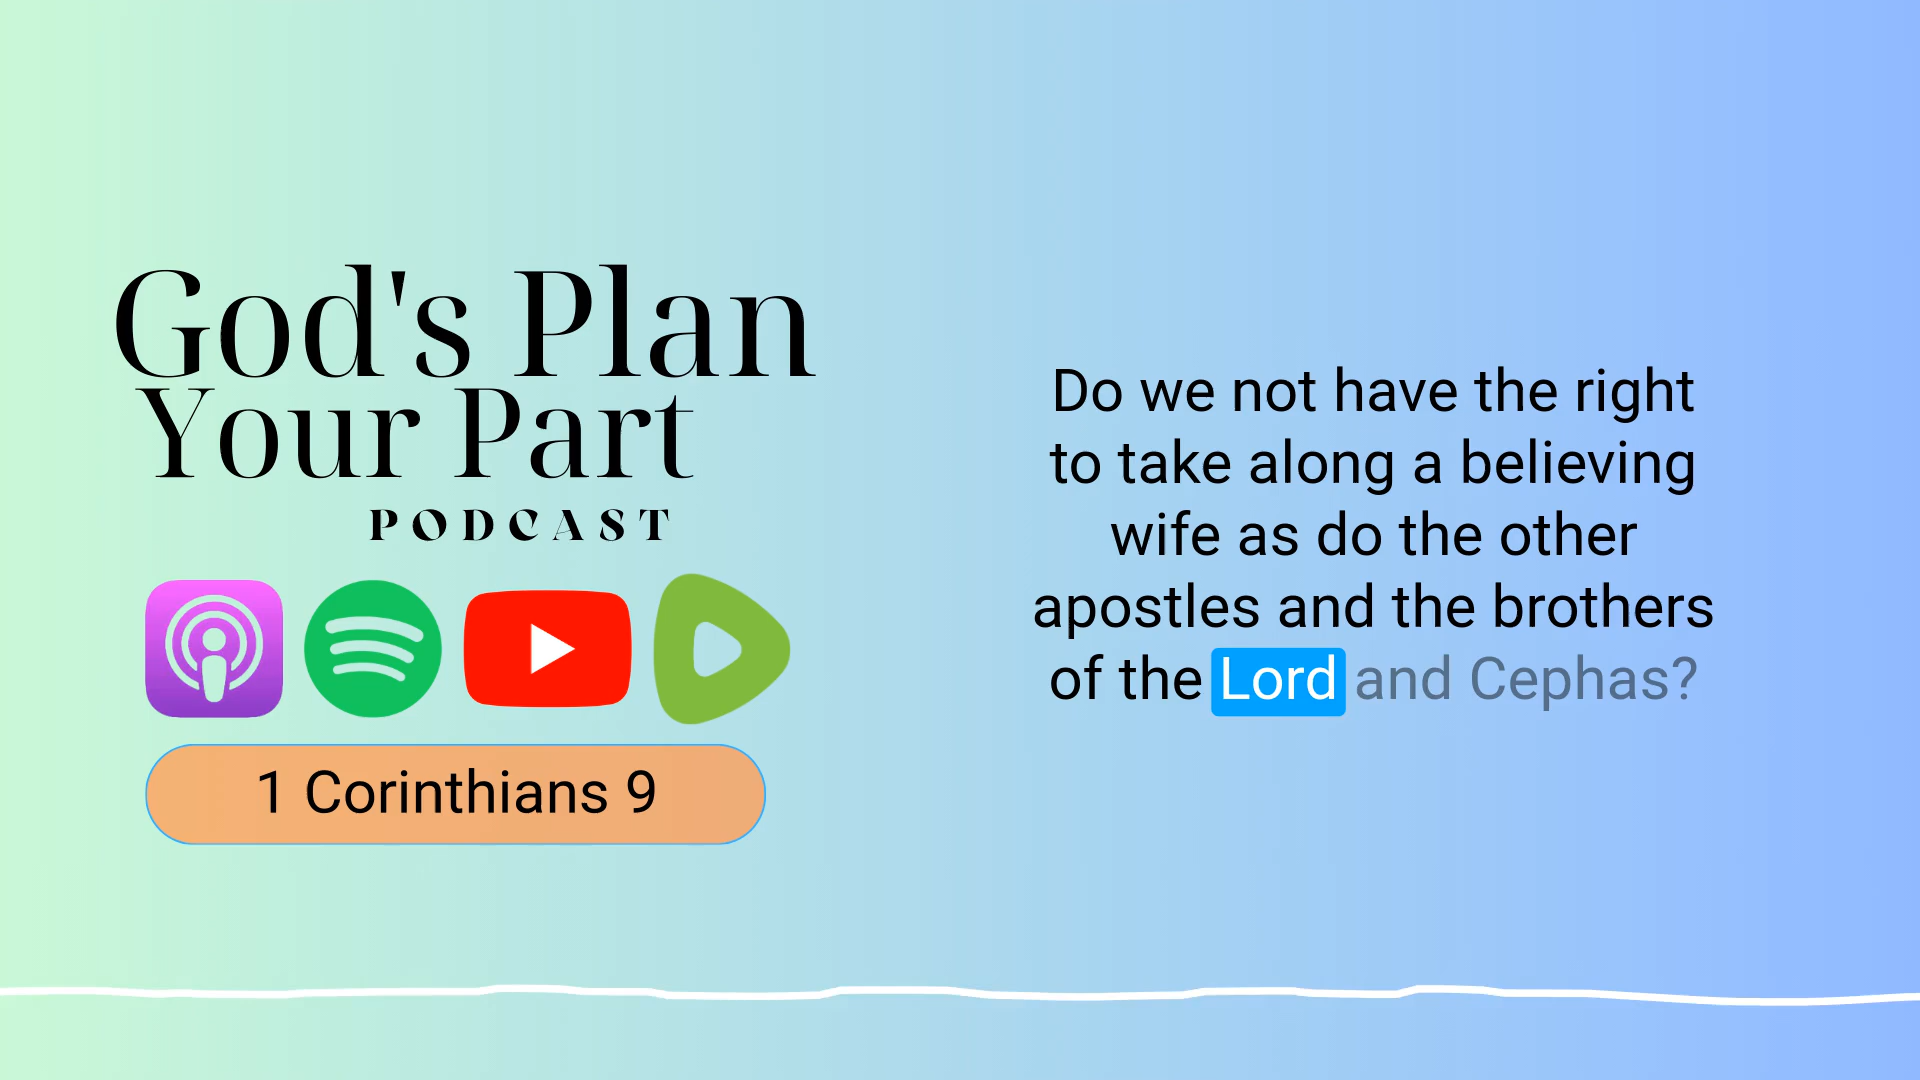 God's Plan
Your Part
PODCAST
1 Corinthians 9
Do we not have the right
to take along a believing
wife as do the other
apostles and the brothers
of the Lord and Cephas?